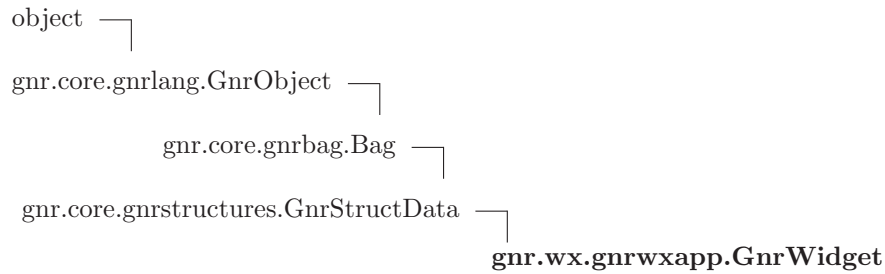 object
gnr.core.gnrlang.GnrObject
gnr.core.gnrbag.Bag
gnr.core.gnrstructures.GnrStructData
gnr.wx.gnrwxapp.GnrWidget